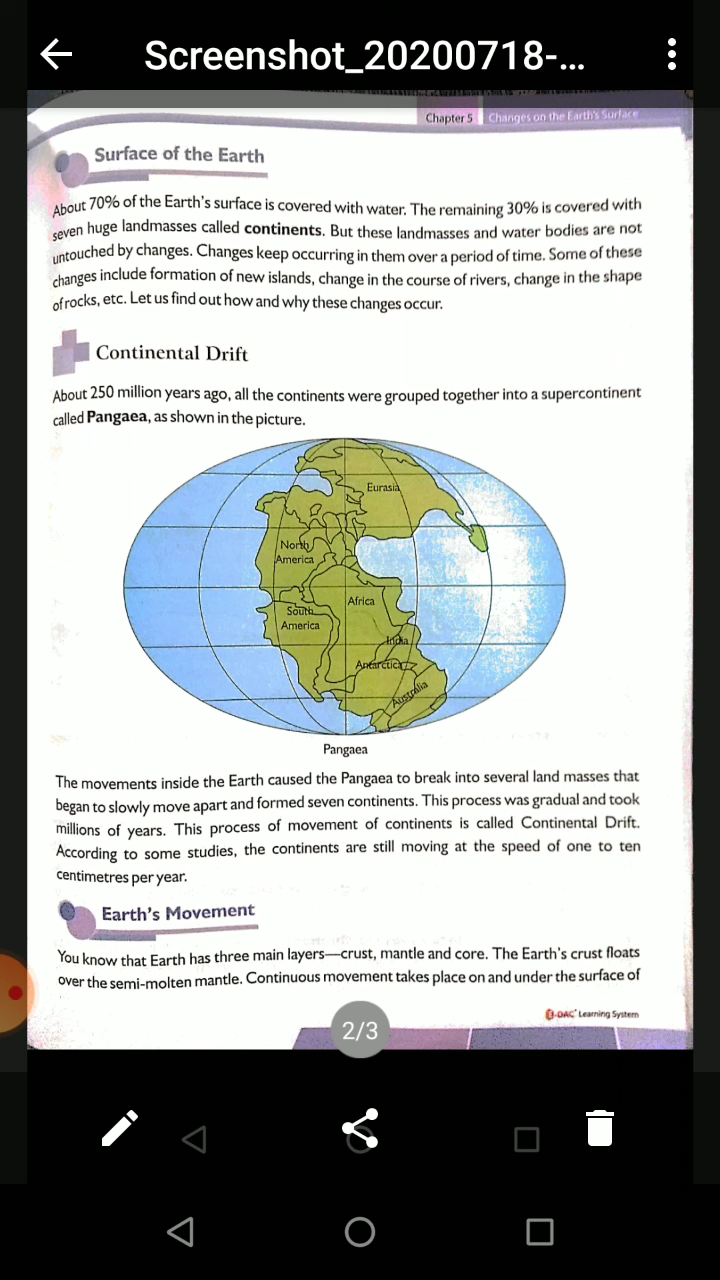 Screenshot_20200718-...
Chapter 5 Changes on the Earth's Surface
Surface of the Earth
About 70% of the Earth's surface is covered with water. The remaining 30% is covered with
seven huge landmasses called continents. But these landmasses and water bodies are not
untouched by changes. Changes keep occurring in them over a period of time. Some of these
changes include formation of new islands, change in the course of rivers, change in the shape
of rocks, etc. Let us find out how and why these changes occur.
Continental Drift
About 250 million years ago, all the continents were grouped together into a supercontinent
called Pangaea, as shown in the picture.
Eurasia
North
America
Africa
South
America
India
Antarctica
Australia
Pangaea
The movements inside the Earth caused the Pangaea to break into several land masses that
began to slowly move apart and formed seven continents. This process was gradual and took
millions of years. This process of movement of continents is called Continental Drift.
According to some studies, the continents are still moving at the speed of one to ten
centimetres per year.
Earth's Movement
You know that Earth has three main layers—crust, mantle and core. The Earth's crust floats
over the semi-molten mantle. Continuous movement takes place on and under the surface of
Learning System
2/3